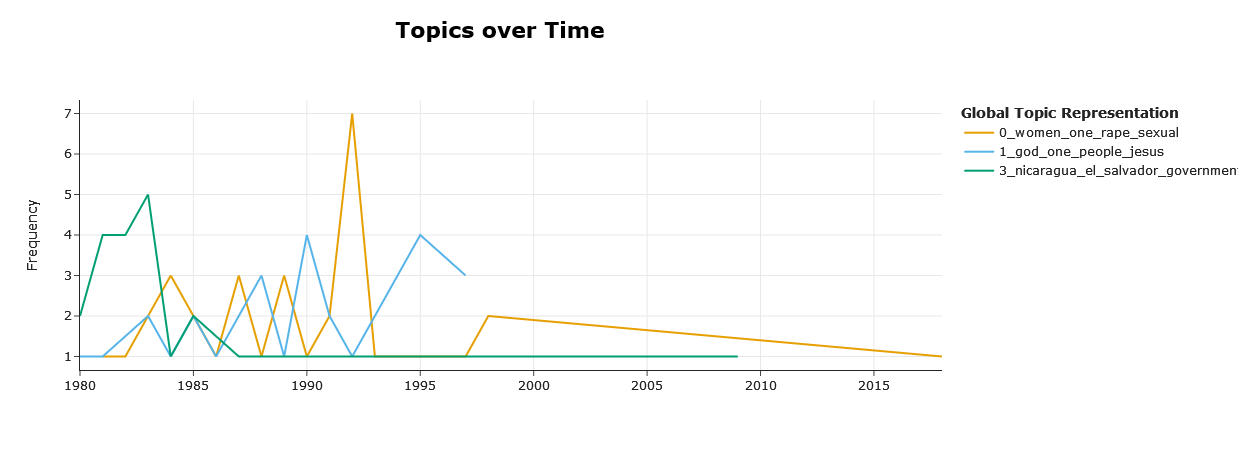 Topics over Time
Global Topic Representation
0_women_one_rape_sexual
1_god_one_people_jesus
3_nicaragua_el_salvador_governmen
Frequency
7
6
5
4
3
2
1
1980 1985 1990 1995 2000 2005 2010 2015